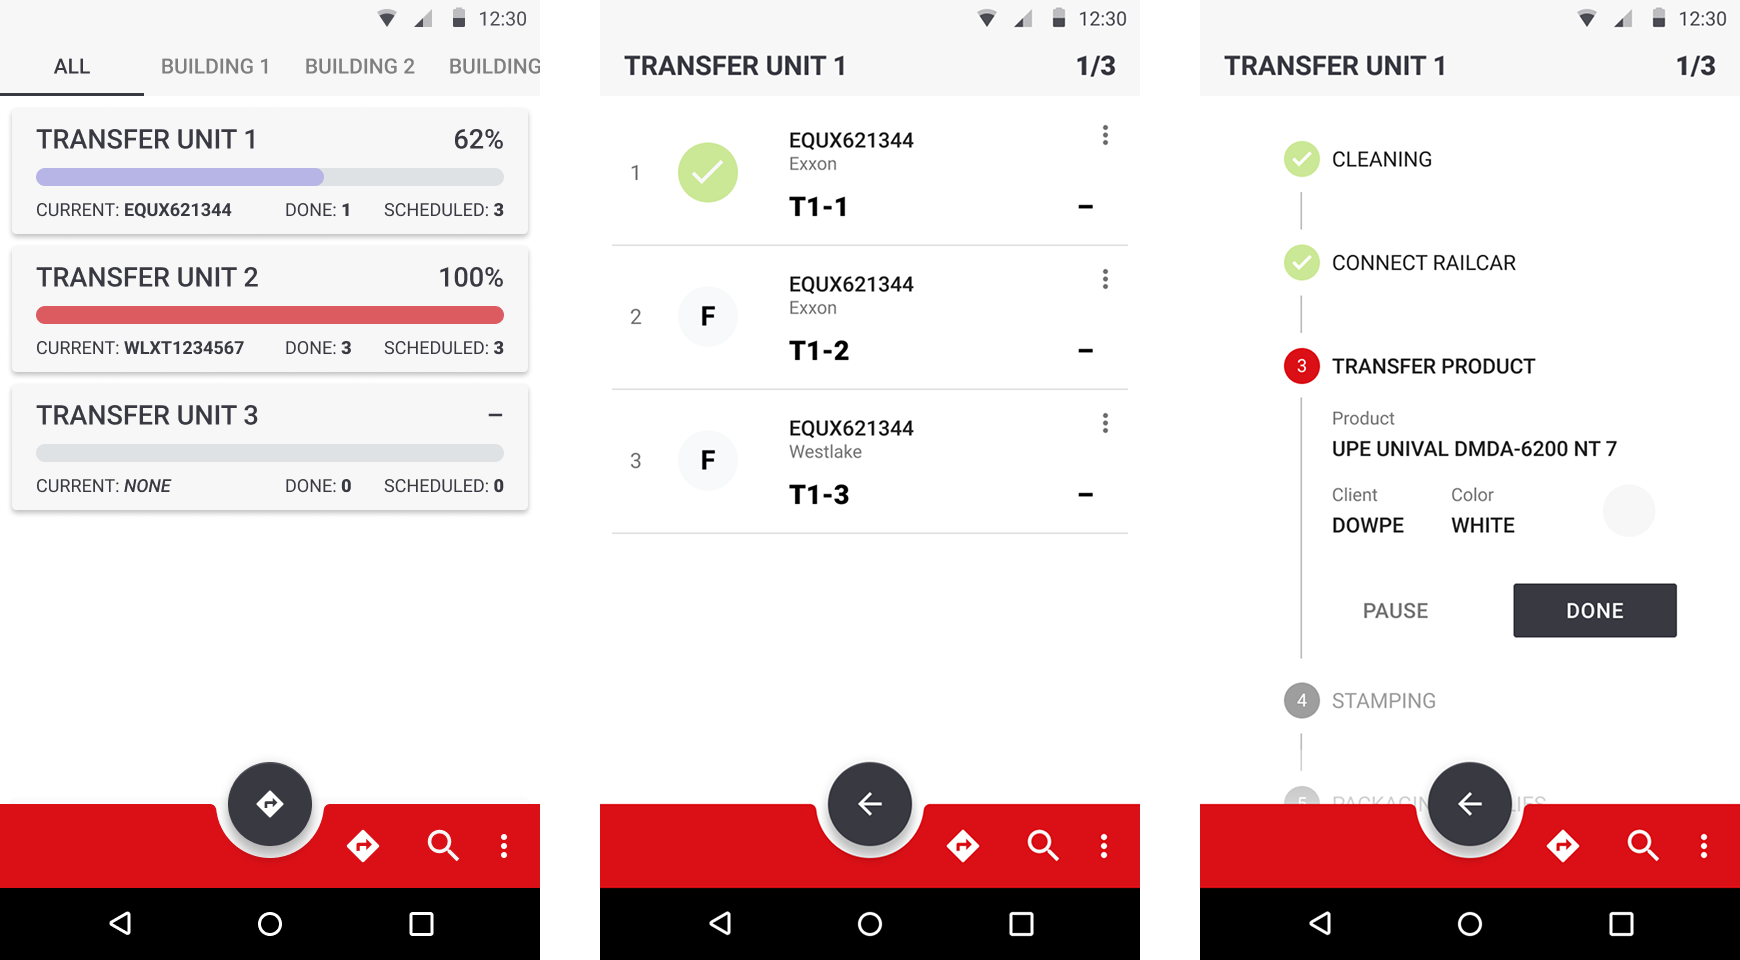 12:30
ALL BUILDING 1 BUILDING 2 BUILDING
TRANSFER UNIT 1 62%
CURRENT: EQUX621344 DONE: 1 SCHEDULED: 3
TRANSFER UNIT 2 100%
CURRENT: WLXT1234567 DONE: 3 SCHEDULED: 3
TRANSFER UNIT 3 –
CURRENT: NONE DONE: 0 SCHEDULED: 0
12:30
TRANSFER UNIT 1 1/3
EQUX621344
1 Exxon
T1-1 –
EQUX621344
2 F Exxon
T1-2 –
EQUX621344
3 F Westlake
T1-3 –
12:30
TRANSFER UNIT 1 1/3
CLEANING
CONNECT RAILCAR
3 TRANSFER PRODUCT
Product
UPE UNIVAL DMDA-6200 NT 7
Client Color
DOWPE WHITE
PAUSE DONE
4 STAMPING
5